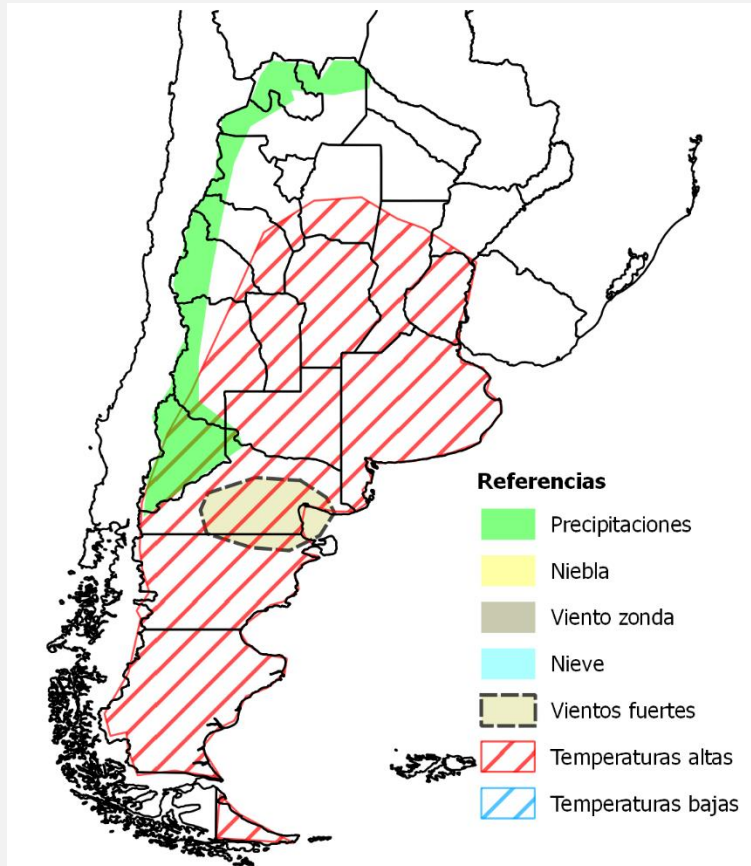 Referencias
Precipitaciones
Niebla
Viento zonda
Nieve
Vientos fuertes
Temperaturas altas
Temperaturas bajas